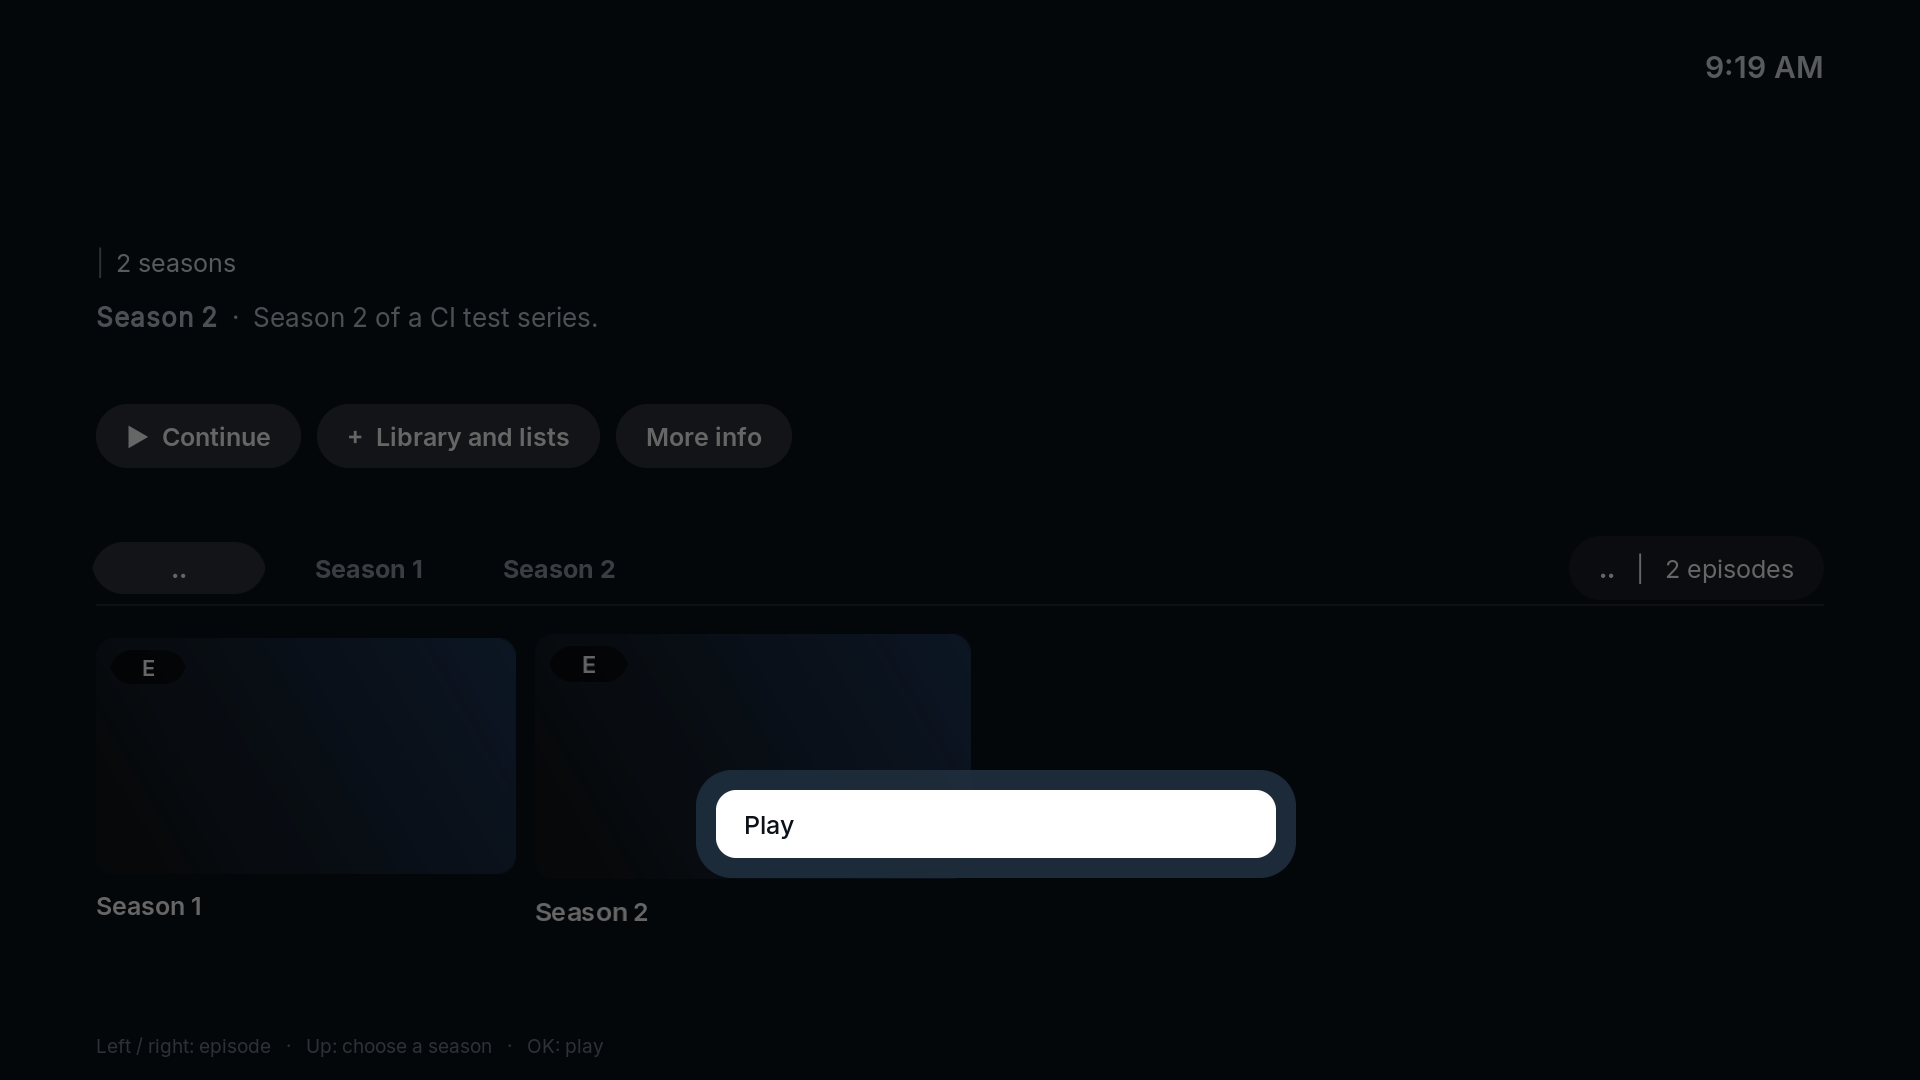 9:19 AM
2 seasons
Season 2 · Season 2 of a CI test series.
Continue
+ Library and lists
More info
..
Season 1
Season 2
.. | 2 episodes
E
E
Play
Season 1
Season 2
Left / right: episode · Up: choose a season · OK: play